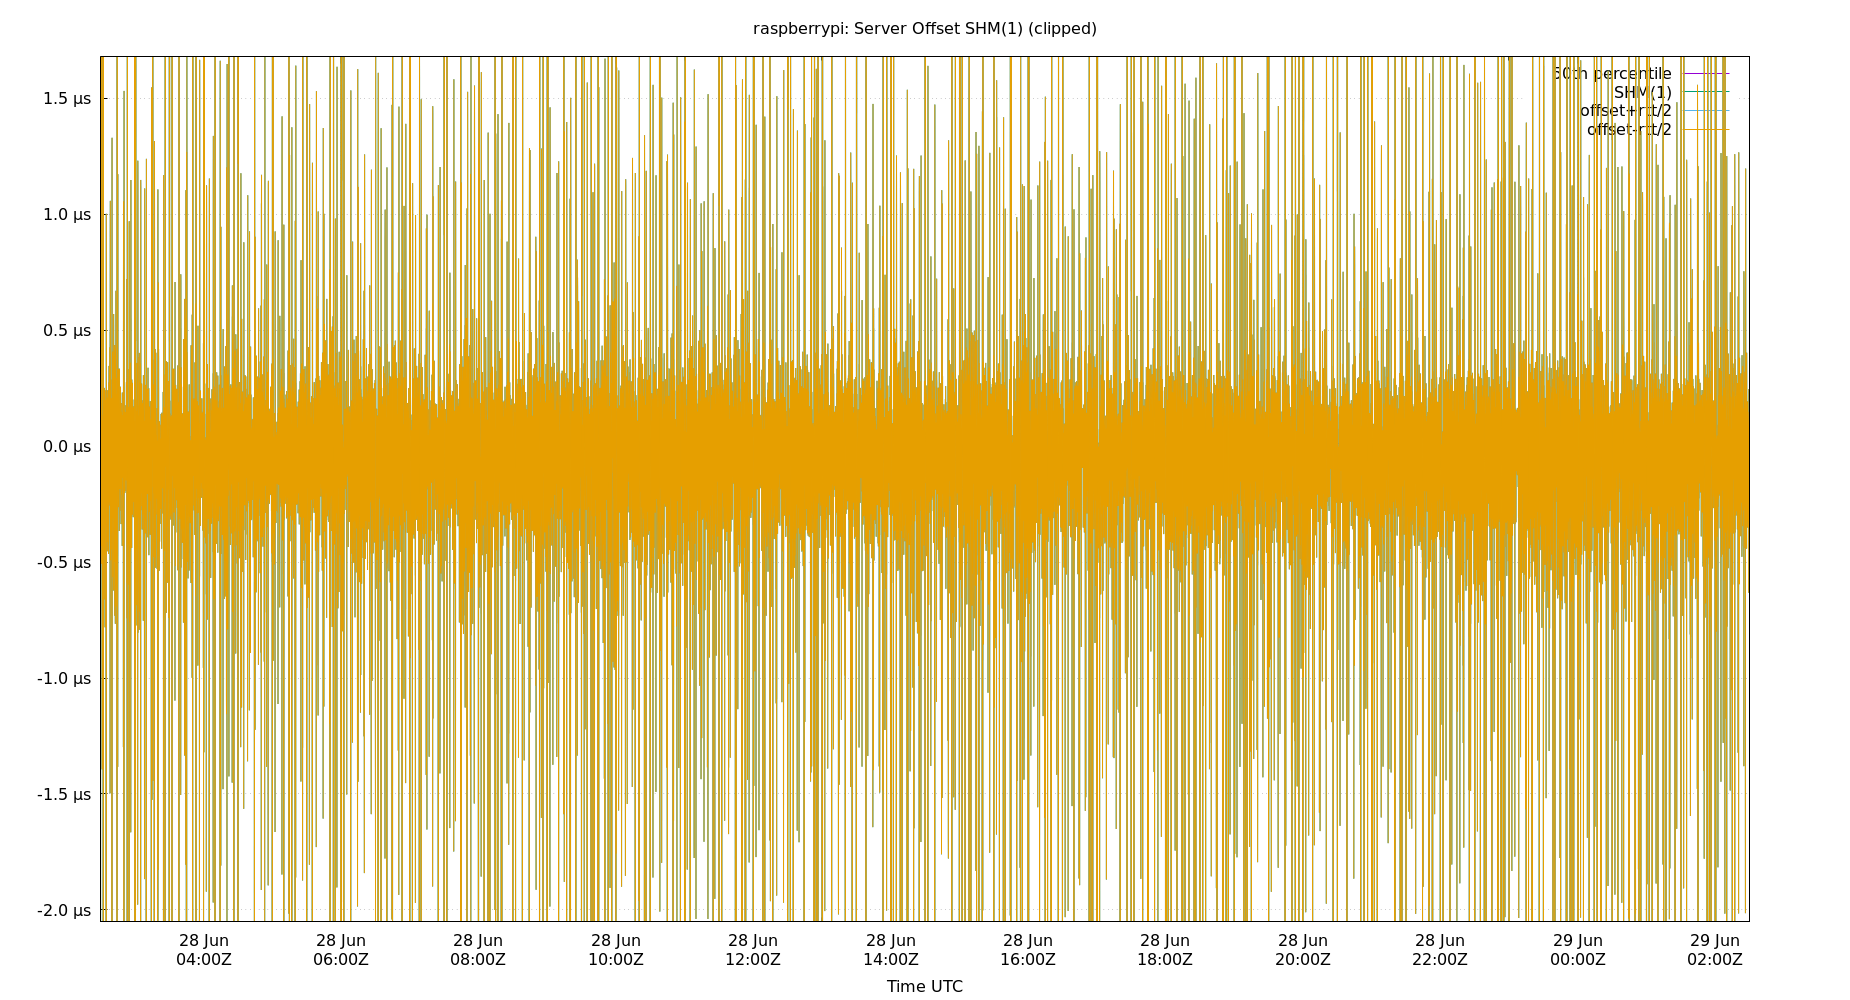 raspberrypi: Server Offset SHM(1) (clipped)
50th percentile
SHM(1)
offset+rtt/2
offset-rtt/2
1.5 µs
1.0 µs
0.5 µs
0.0 µs
-0.5 µs
-1.0 µs
-1.5 µs
-2.0 µs
28 Jun 28 Jun 28 Jun 28 Jun 28 Jun 28 Jun 28 Jun 28 Jun 28 Jun 28 Jun 29 Jun 29 Jun
04:00Z 06:00Z 08:00Z 10:00Z 12:00Z 14:00Z 16:00Z 18:00Z 20:00Z 22:00Z 00:00Z 02:00Z
Time UTC